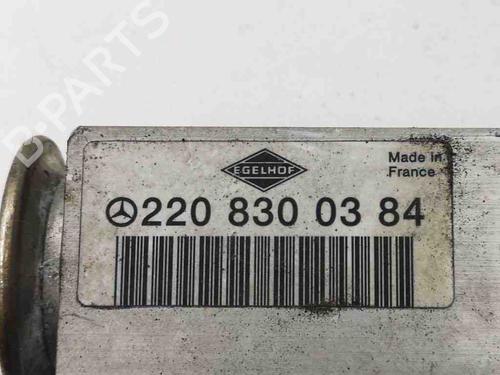 B-PARTS
EGELHOF
Made in
France
220 830 03 84